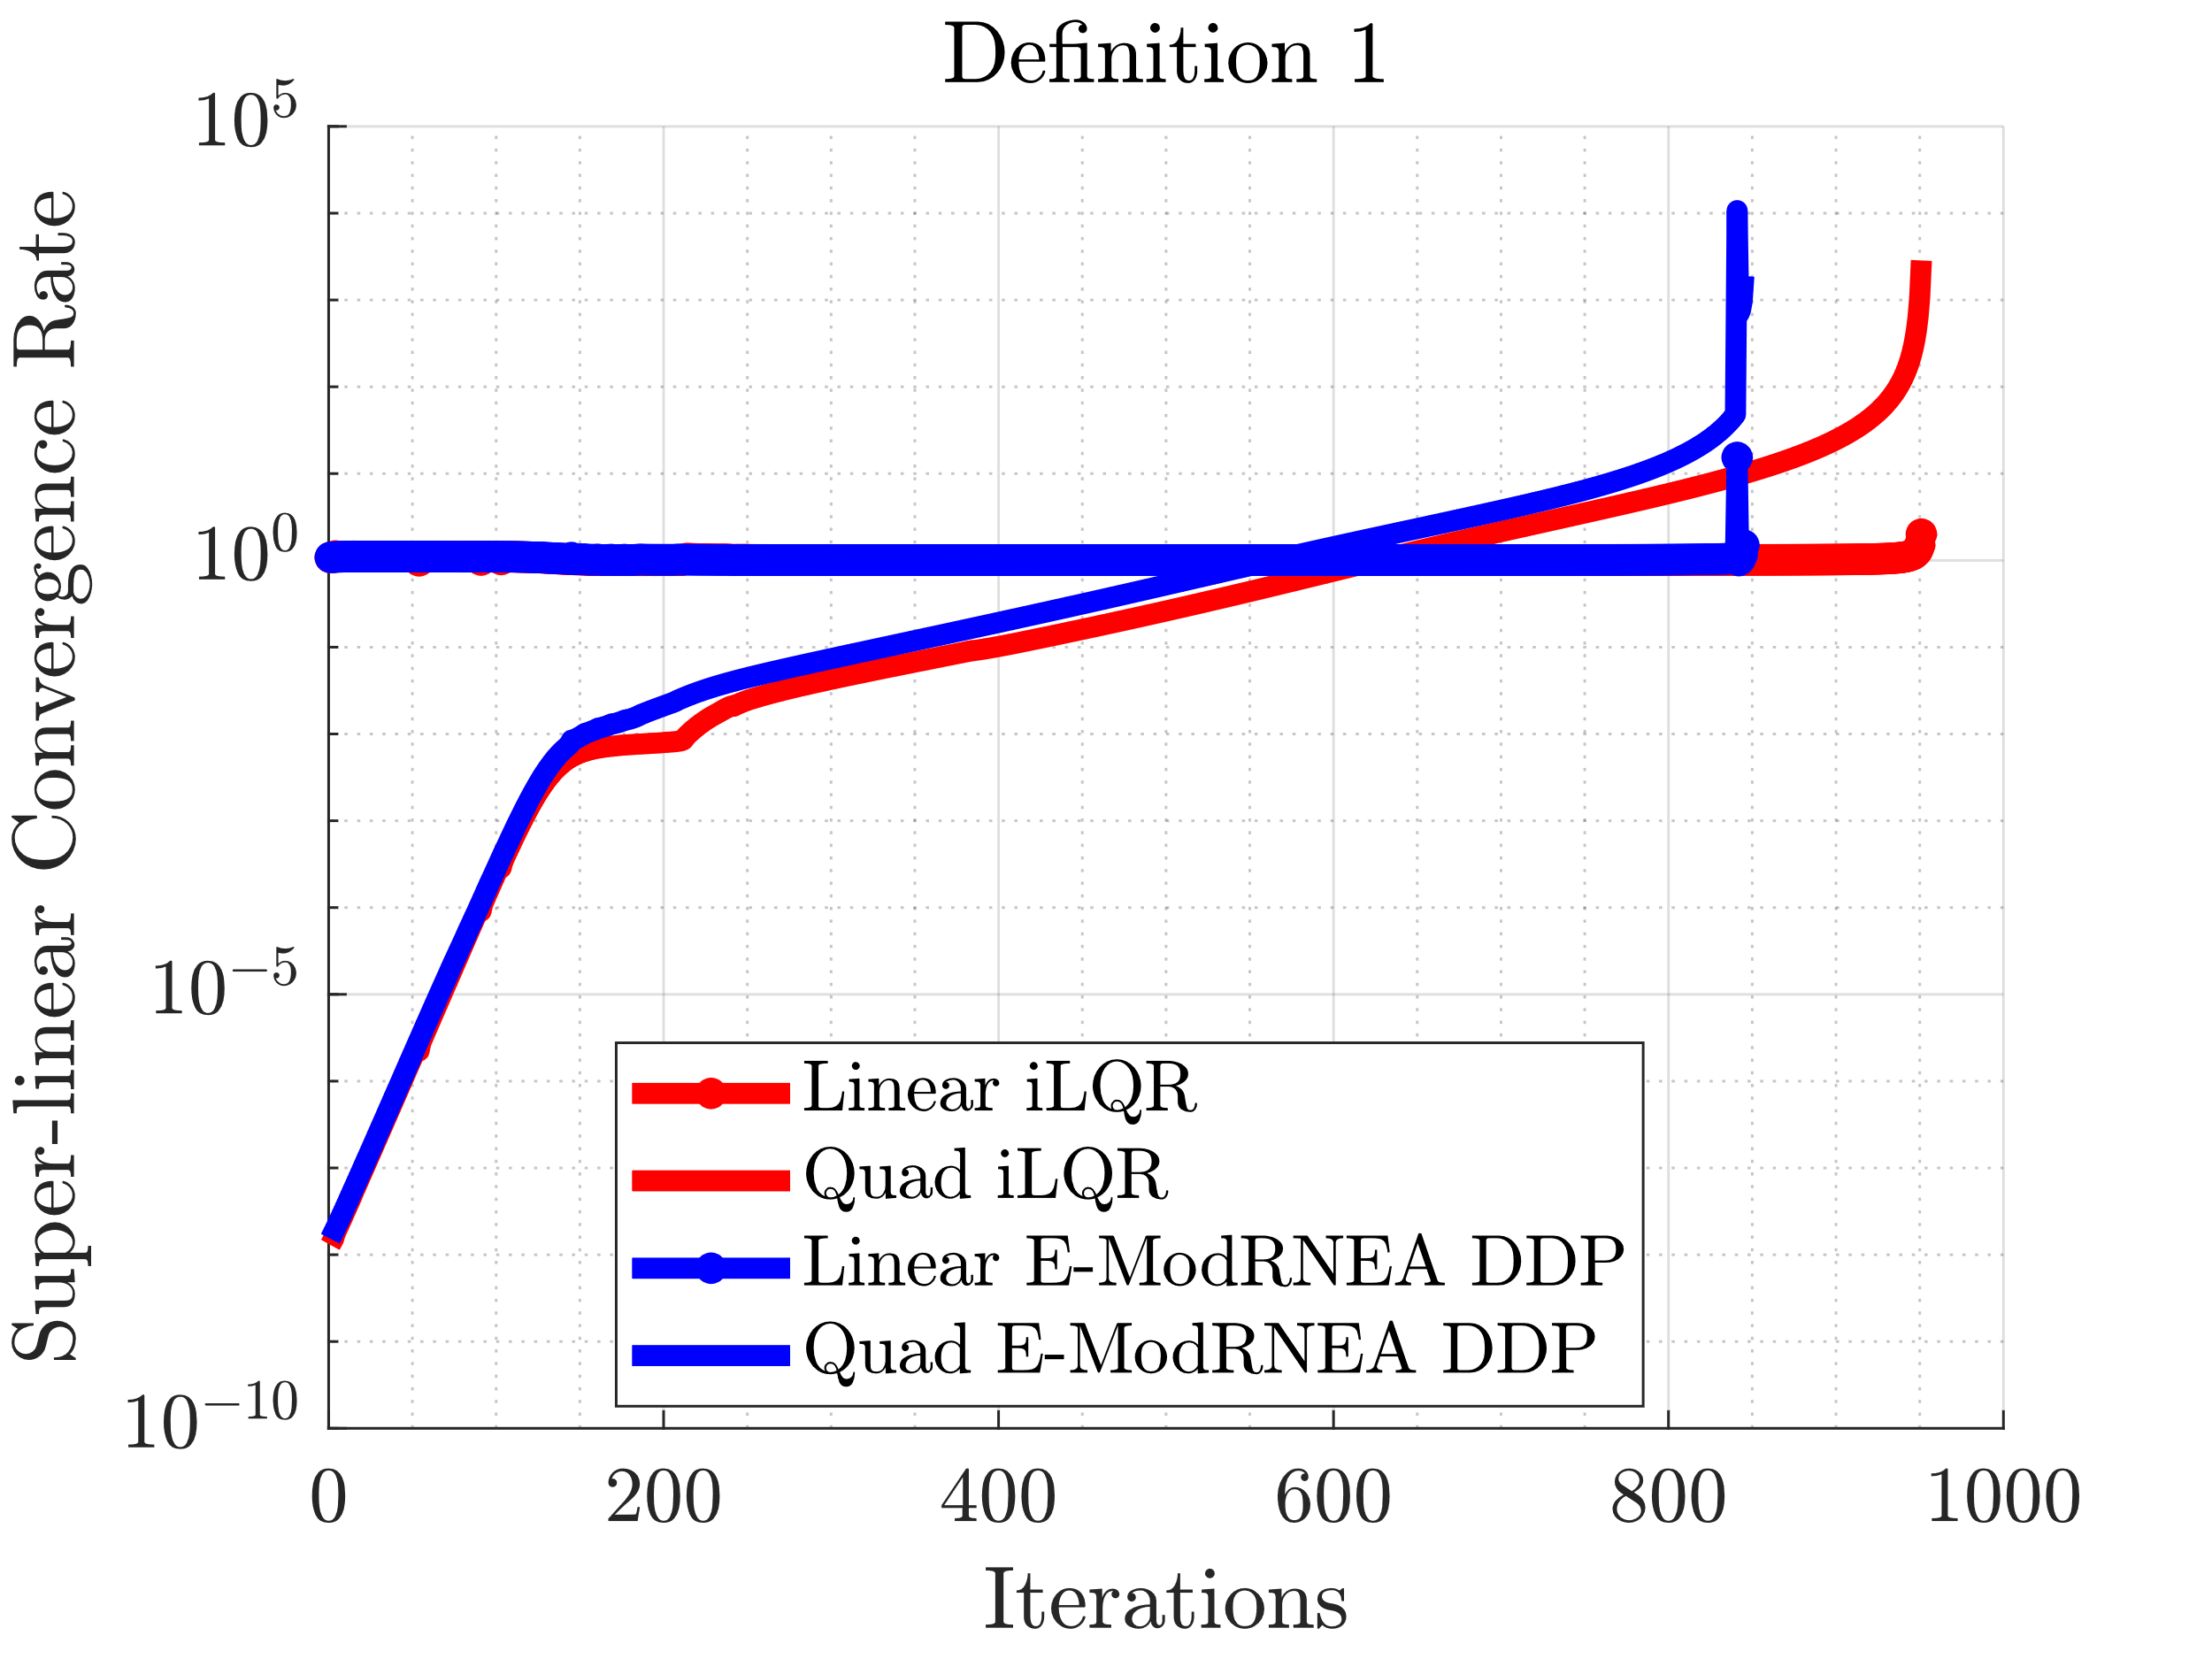 Definition 1
Super-linear Convergence Rate
10^5
10^0
10^−5
10^−10
Linear iLQR
Quad iLQR
Linear E-ModRNEA DDP
Quad E-ModRNEA DDP
0 200 400 600 800 1000
Iterations